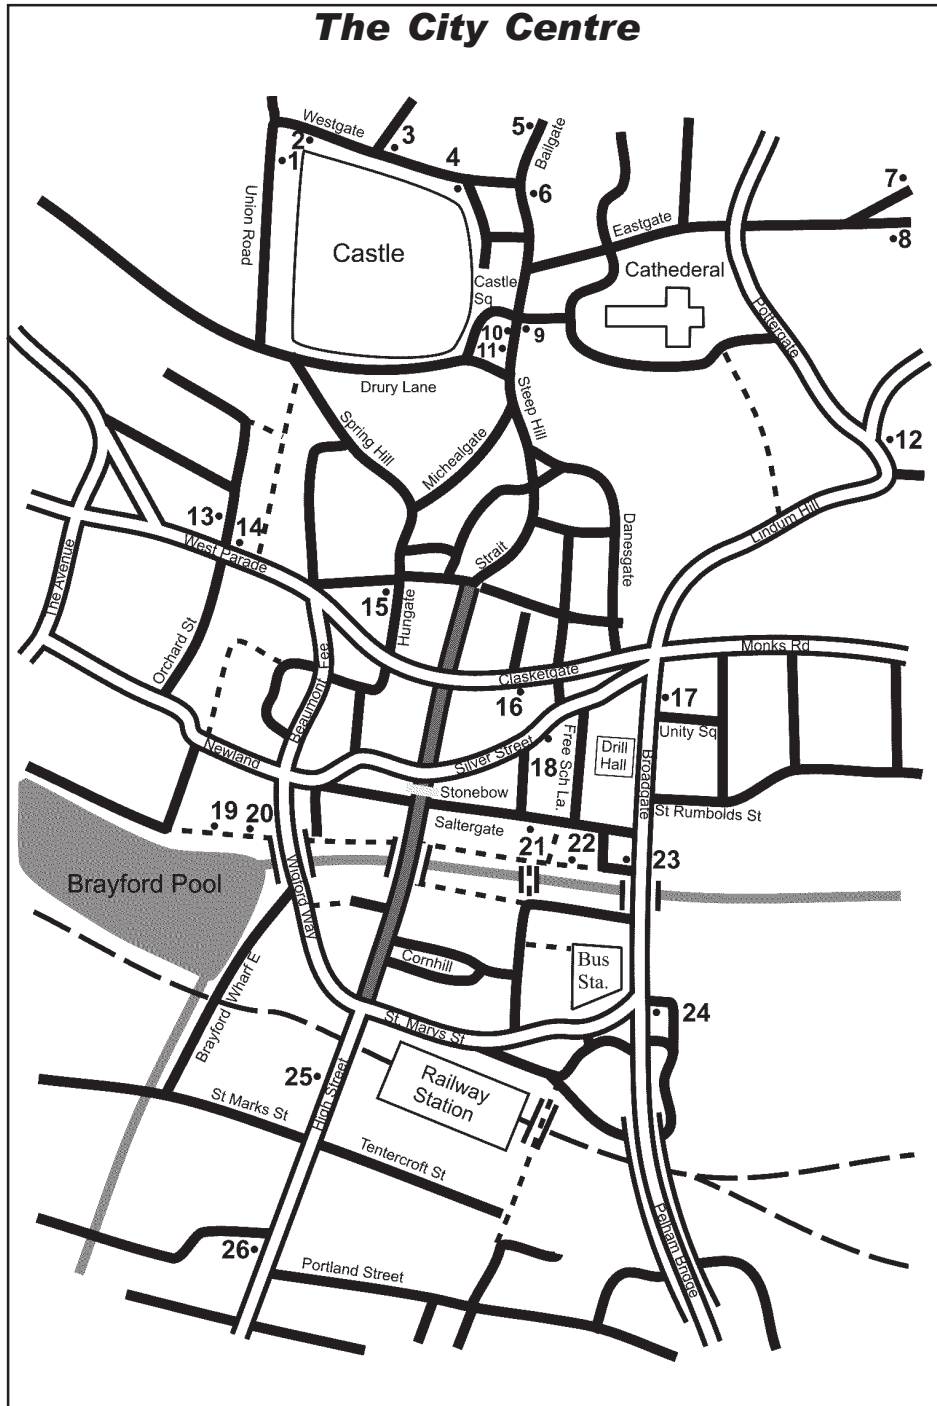 The City Centre
Westgate
3
5
Bailgate
2
1
4
6
7
8
Union Road
Castle
Eastgate
Cathederal
Castle
Sq
10
9
11
Pottergate
Drury Lane
Steep Hill
Spring Hill
Michealgate
12
13
14
West Parade
Strait
Danesgate
Lindum Hill
The Avenue
15
Hungate
Orchard St
Beaumont Fee
Clasketgate
Monks Rd
16
17
Unity Sq
Newland
Silver Street
18
Free Sch La.
Drill
Hall
Broadgate
Stonebow
St Rumbolds St
Saltergate
19
20
21
22
23
Brayford Pool
Wigford Way
Cornhill
Bus
Sta.
Brayford Wharf E
St. Marys St
24
25
High Street
Railway
Station
St Marks St
Tentercroft St
Pelham Bridge
26
Portland Street